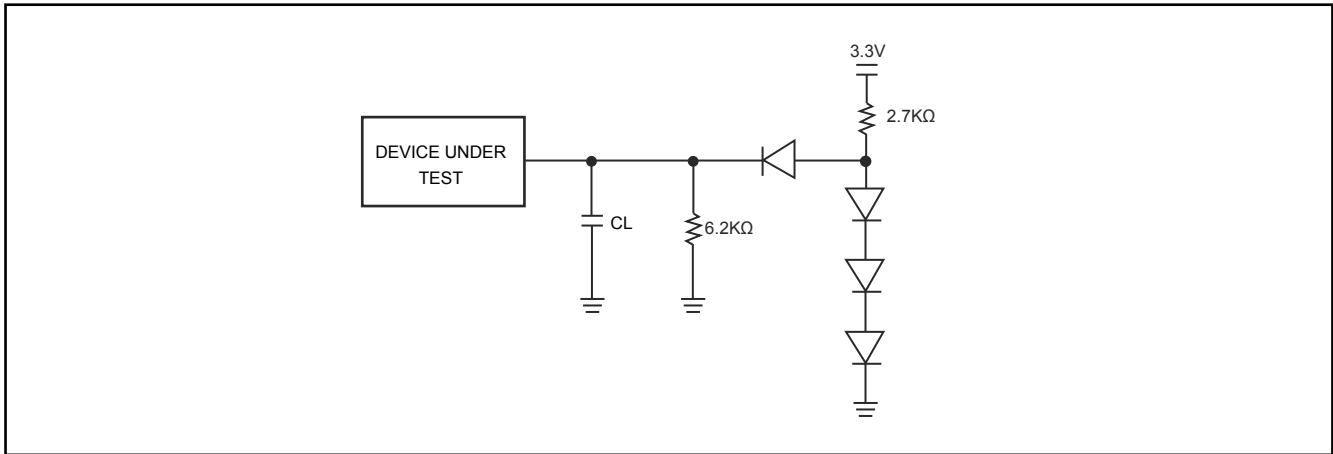 3.3V
2.7KΩ
DEVICE UNDER
TEST
CL
6.2KΩ